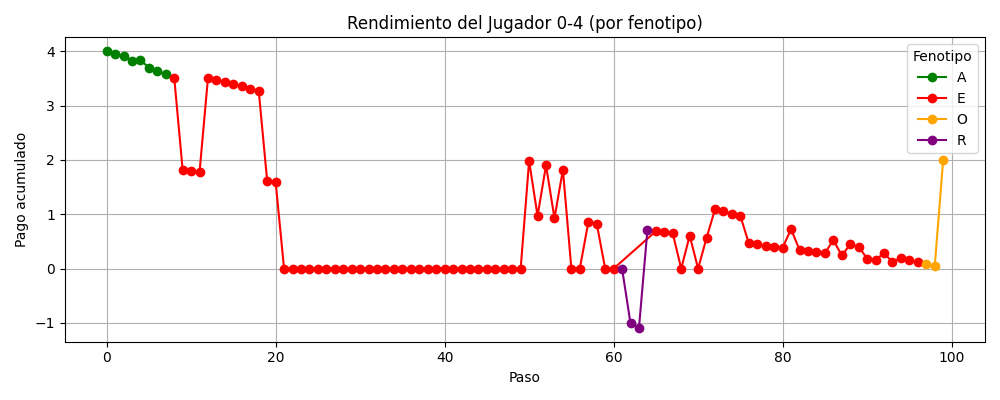 Rendimiento del Jugador 0-4 (por fenotipo)
Pago acumulado
4
3
2
1
0
−1
0
20
40
60
80
100
Paso
Fenotipo
A
E
O
R